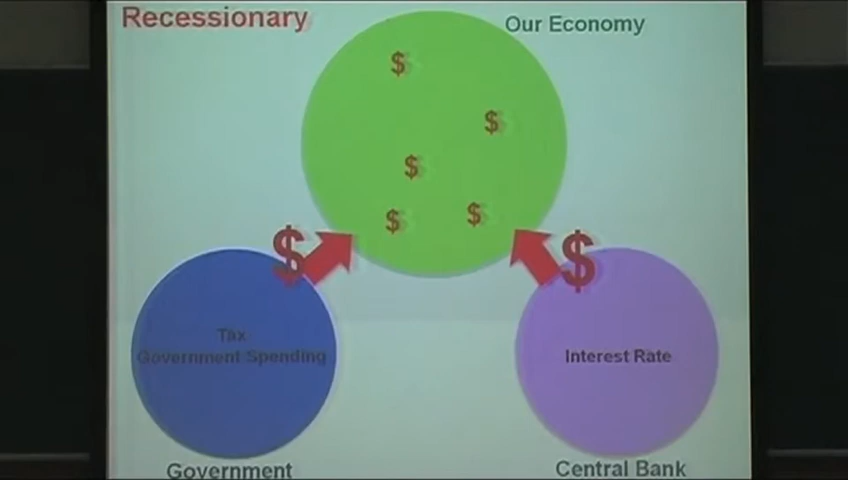 Recessionary
Our Economy
$
$
$
$
$
$
$
Tax
Government Spending
Interest Rate
Government
Central Bank